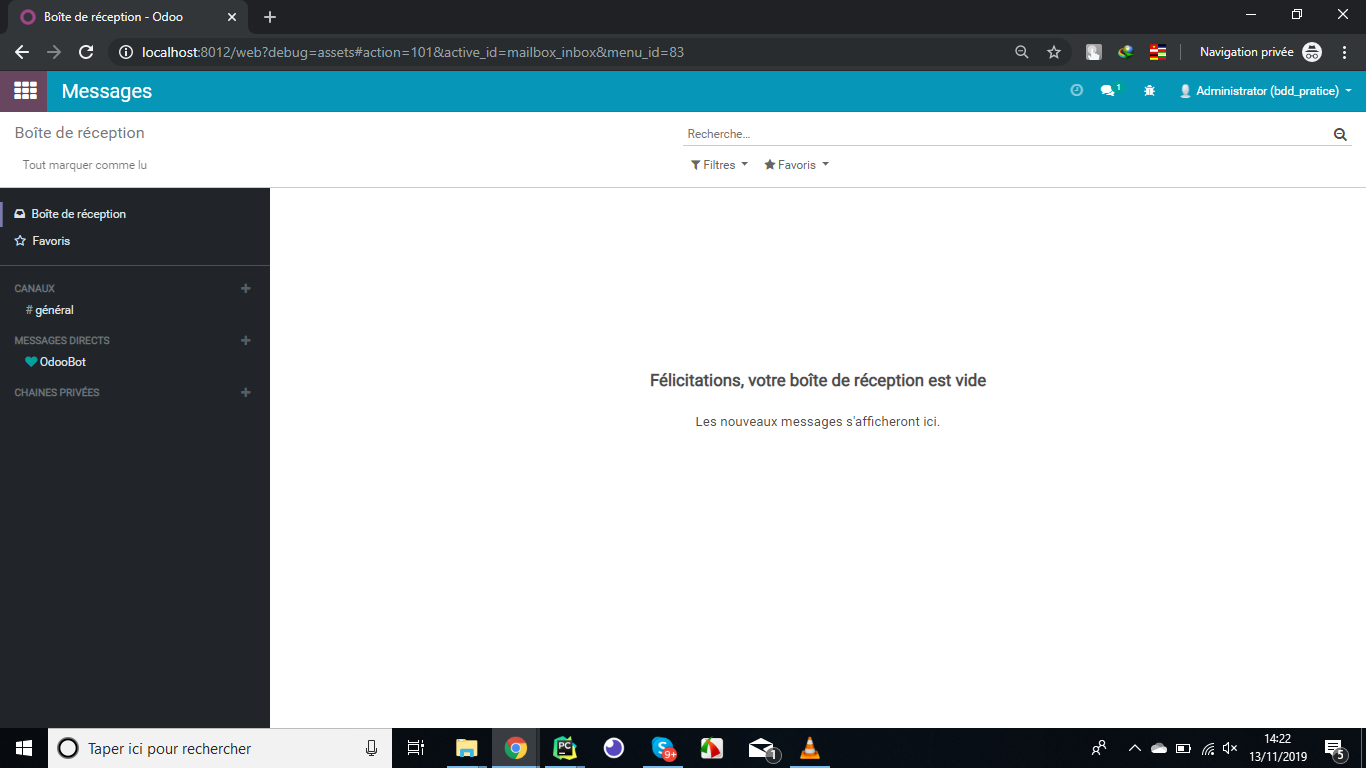 Boîte de réception - Odoo
localhost:8012/web?debug=assets#action=101&active_id=mailbox_inbox&menu_id=83
Navigation privée
Messages
1
Administrator (bdd_pratice)
Boîte de réception
Recherche...
Tout marquer comme lu
Filtres
Favoris
Boîte de réception
Favoris
CANAUX
# général
MESSAGES DIRECTS
OdooBot
CHAINES PRIVÉES
Félicitations, votre boîte de réception est vide
Les nouveaux messages s'afficheront ici.
Taper ici pour rechercher
PC
S
9+
1
14:22
13/11/2019
5